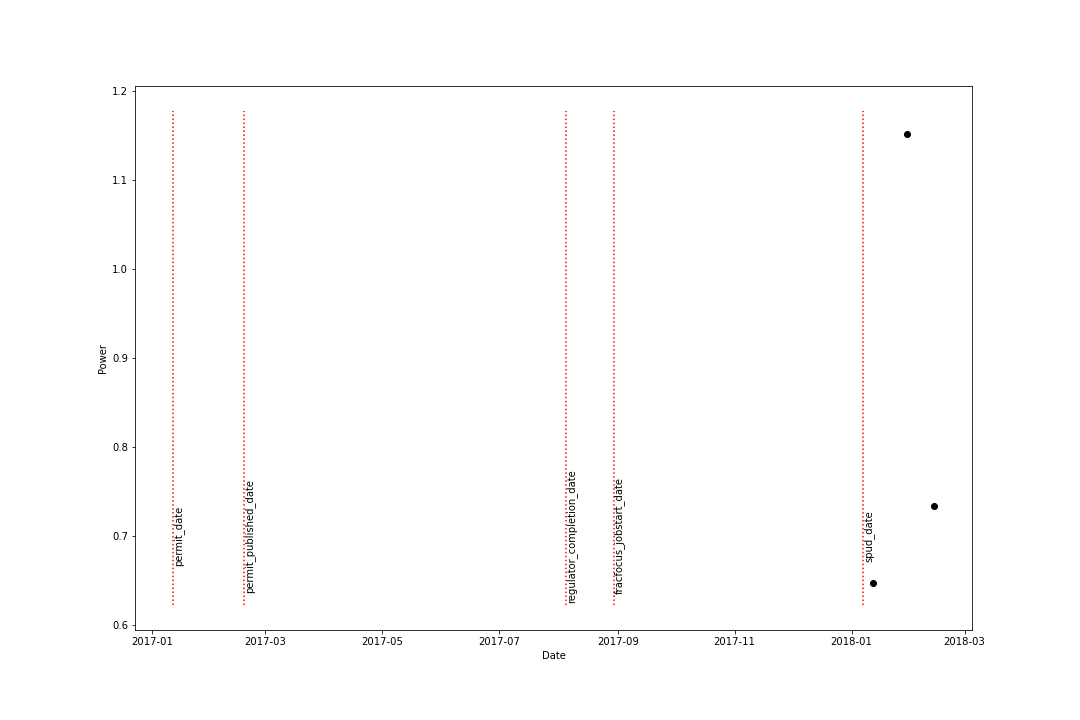 1.2
1.1
1.0
0.9
0.8
0.7
0.6
Power
permit_date
permit_published_date
regulator_completion_date
fracfocus_jobstart_date
spud_date
2017-01
2017-03
2017-05
2017-07
2017-09
2017-11
2018-01
2018-03
Date